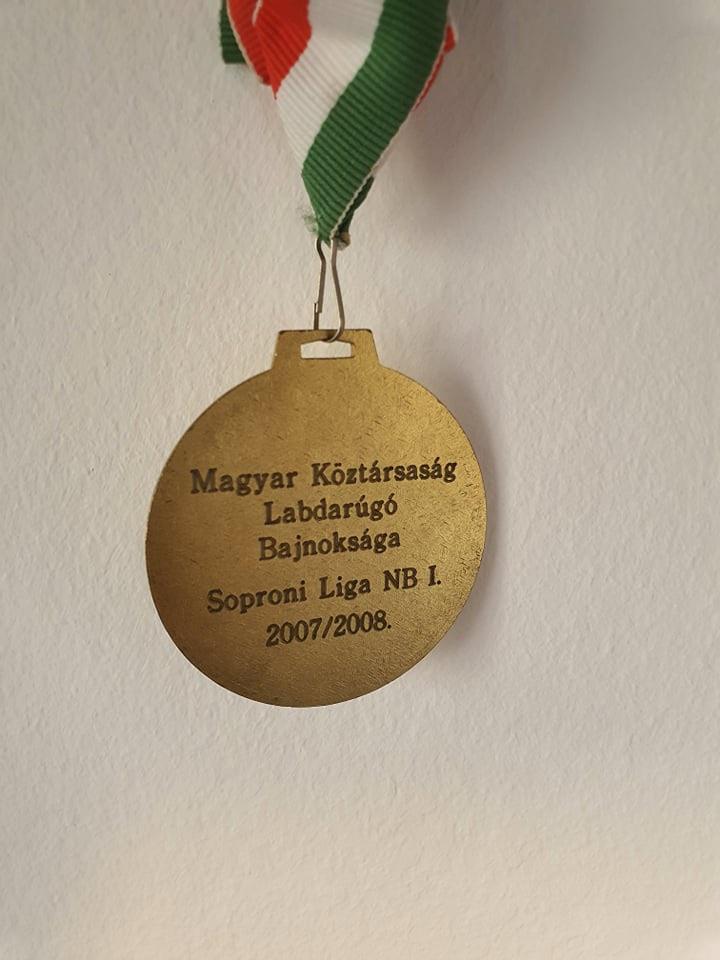 Magyar Köztársaság
Labdarúgó
Bajnoksága
Soproni Liga NB I.
2007/2008.